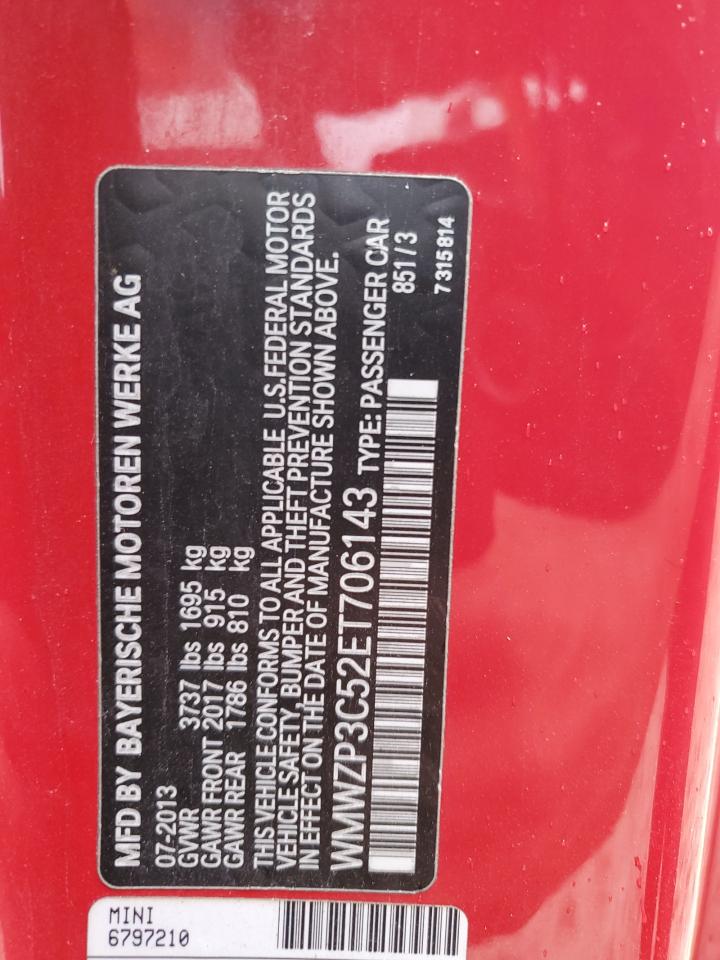 MFD BY BAYERISCHE MOTOREN WERKE AG
07-2013
GVWR 3737 lbs 1695 kg
GAWR FRONT 2017 lbs 915 kg
GAWR REAR 1786 lbs 810 kg
THIS VEHICLE CONFORMS TO ALL APPLICABLE U.S. FEDERAL MOTOR
VEHICLE SAFETY, BUMPER AND THEFT PREVENTION STANDARDS
IN EFFECT ON THE DATE OF MANUFACTURE SHOWN ABOVE.
WMWZP3C52ET706143 TYPE: PASSENGER CAR
851 / 3
7315814
MINI
6797210